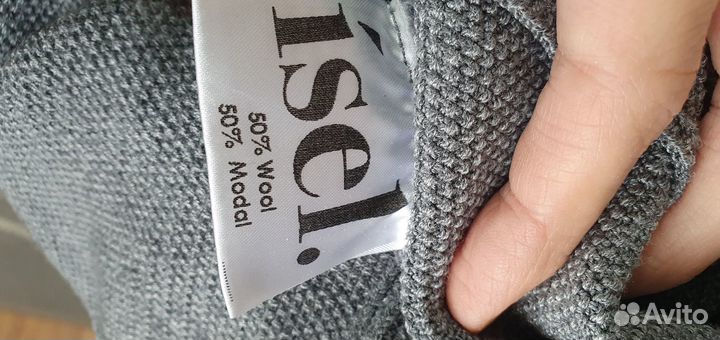 ísel.
50% Wool
50% Modal
Avito